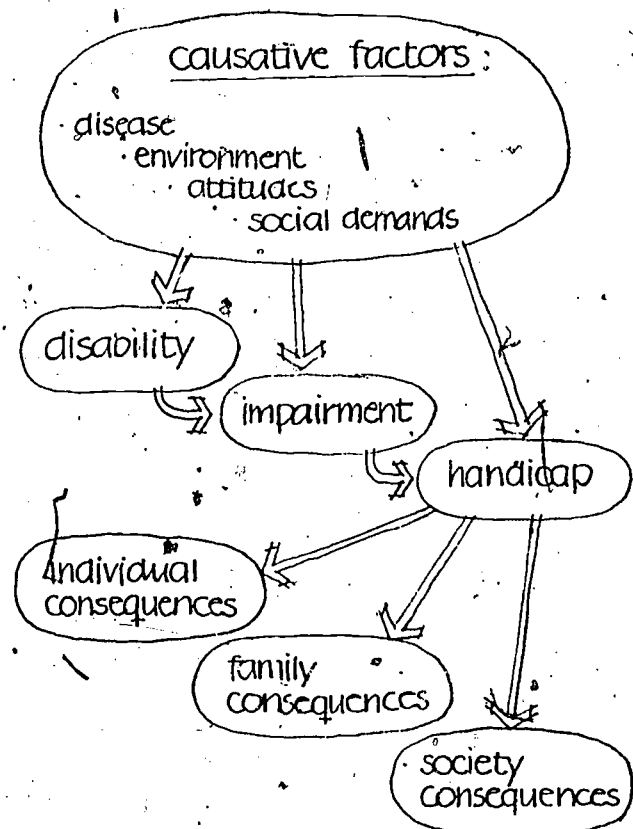 causative factors:
· disease
· environment
· attitudes
· social demands
disability
impairment
handicap
individual
consequences
family
consequences
society
consequences